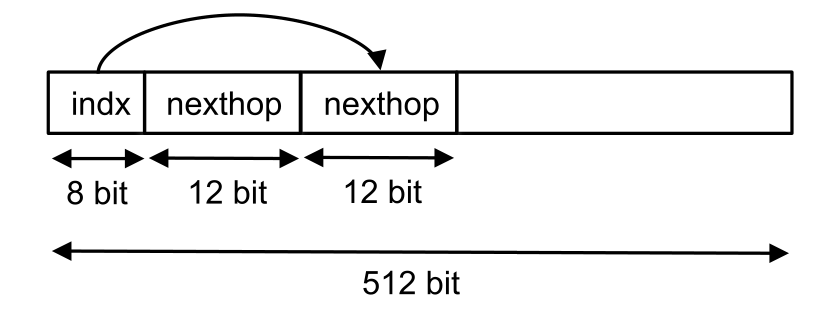 indx nexthop nexthop
8 bit 12 bit 12 bit
512 bit